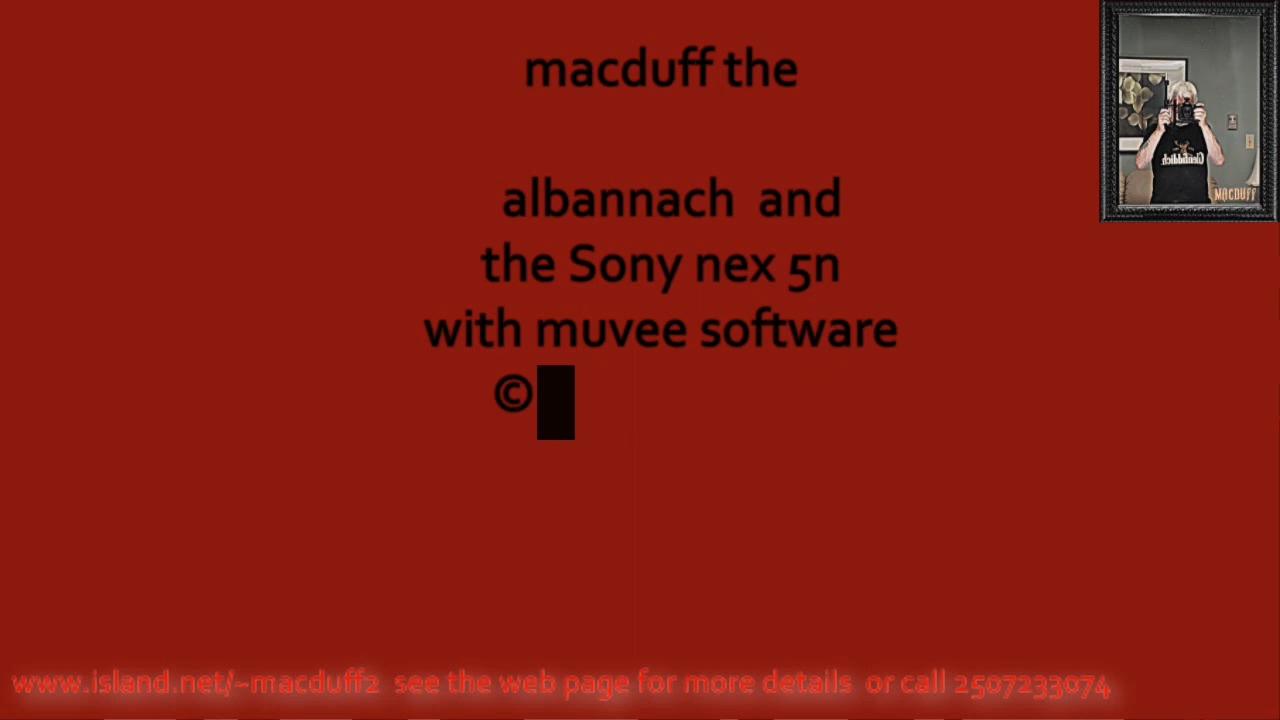 macduff the
albannach and
the Sony nex 5n
with muvee software
©
MACDUFF
www.island.net/~macduff2 see the web page for more details or call 2507233074